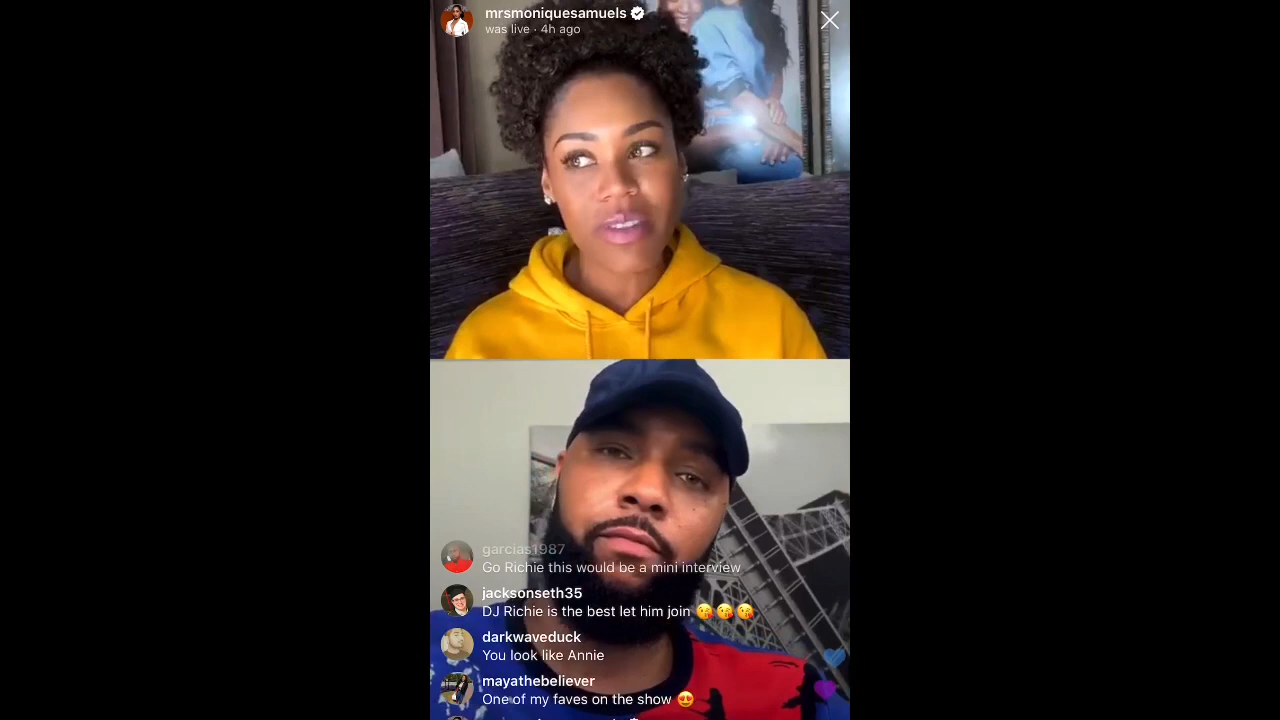 mrsmoniquesamuels
was live · 4h ago
garcias1987
Go Richie this would be a mini interview
jacksonseth35
DJ Richie is the best let him join 😘😘😘
darkwaveduck
You look like Annie
mayathebeliever
One of my faves on the show 😍